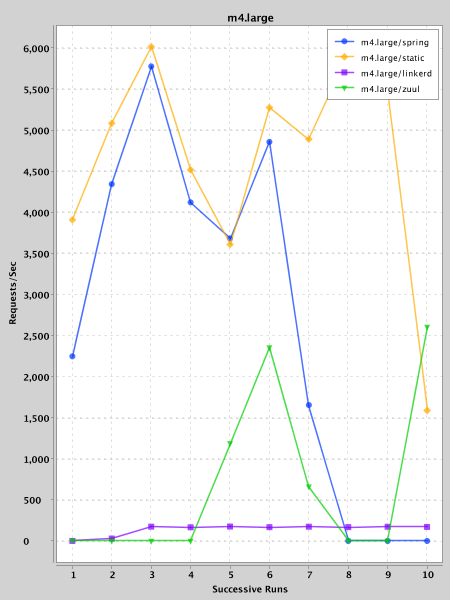 m4.large
m4.large/spring
m4.large/static
m4.large/linkerd
m4.large/zuul
6,000
5,500
5,000
4,500
4,000
3,500
3,000
2,500
2,000
1,500
1,000
500
0
Requests/Sec
1 2 3 4 5 6 7 8 9 10
Successive Runs